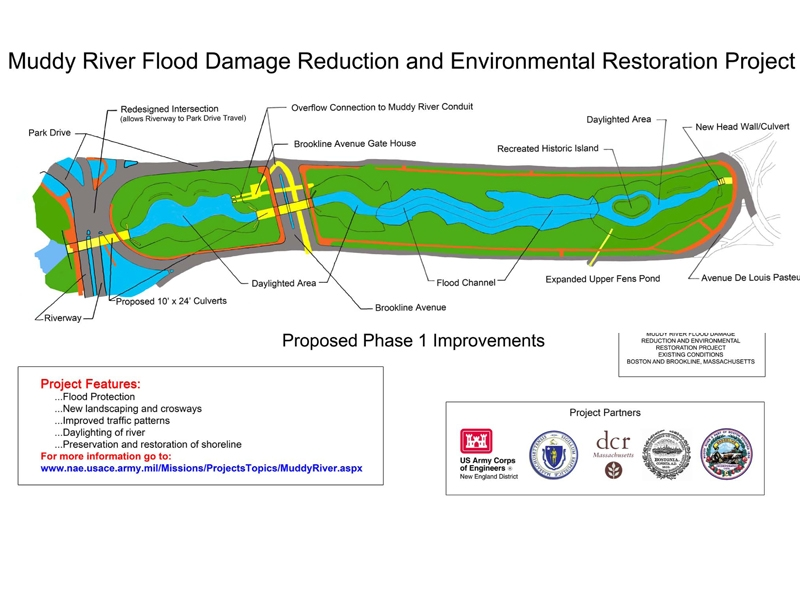 Muddy River Flood Damage Reduction and Environmental Restoration Project
Redesigned Intersection
(allows Riverway to Park Drive Travel)
Overflow Connection to Muddy River Conduit
Park Drive
Brookline Avenue Gate House
Daylighted Area
New Head Wall/Culvert
Recreated Historic Island
Daylighted Area
Flood Channel
Expanded Upper Fens Pond
Avenue De Louis Pasteu
Proposed 10' x 24' Culverts
Brookline Avenue
Riverway
Proposed Phase 1 Improvements
MUDDY RIVER FLOOD DAMAGE
REDUCTION AND ENVIRONMENTAL
RESTORATION PROJECT
EXISTING CONDITIONS
BOSTON AND BROOKLINE, MASSACHUSETTS
Project Features:
...Flood Protection
...New landscaping and crosways
...Improved traffic patterns
...Daylighting of river
...Preservation and restoration of shoreline
For more information go to:
www.nae.usace.army.mil/Missions/ProjectsTopics/MuddyRiver.aspx
Project Partners
US Army Corps
of Engineers ®
New England District
dcr
Massachusetts
BOSTONIA